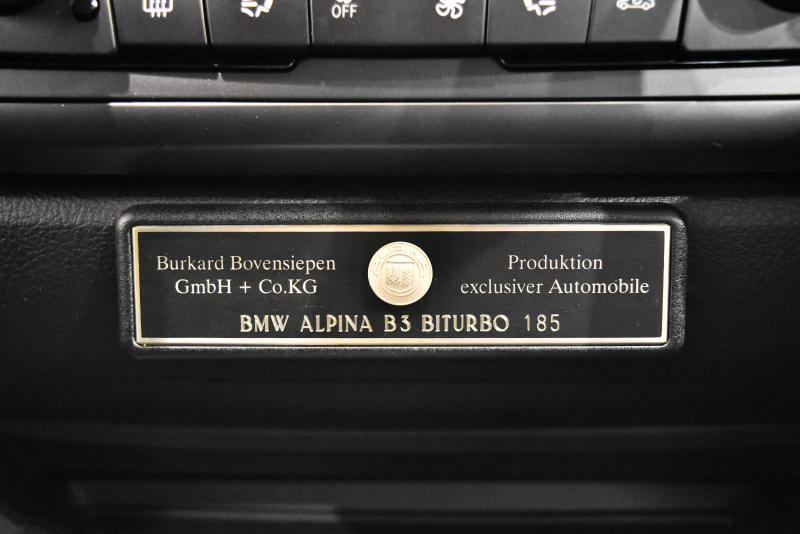 OFF
Burkard Bovensiepen
GmbH + Co.KG
Produktion
exclusiver Automobile
BMW ALPINA B3 BITURBO 185